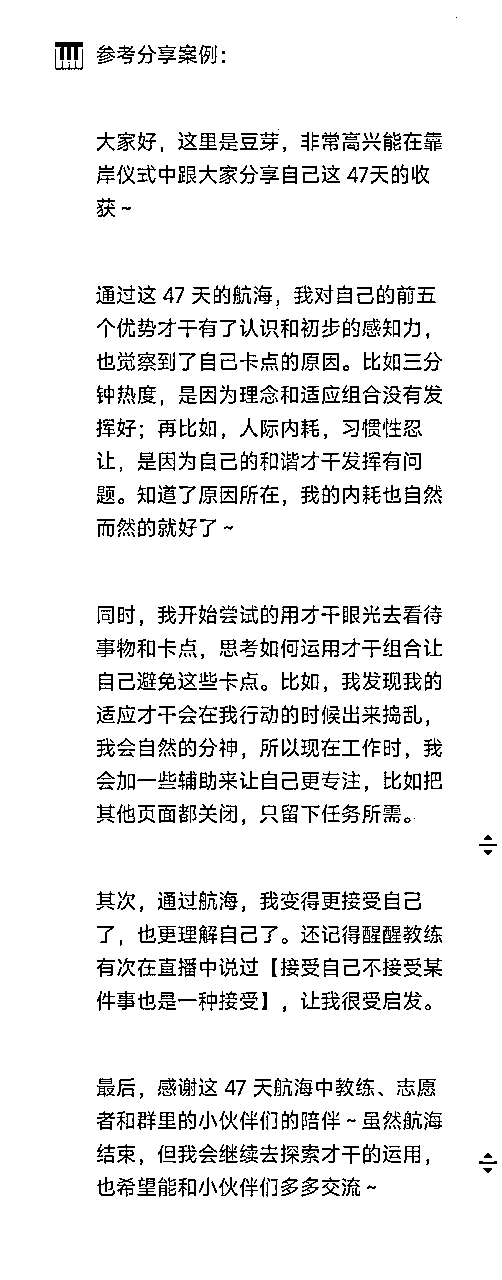 🎹 参考分享案例：
大家好，这里是豆芽，非常高兴能在靠
岸仪式中跟大家分享自己这 47天的收
获～
通过这 47 天的航海，我对自己的前五
个优势才干有了认识和初步的感知力，
也觉察到了自己卡点的原因。比如三分
钟热度，是因为理念和适应组合没有发
挥好；再比如，人际内耗，习惯性忍
让，是因为自己的和谐才干发挥有问
题。知道了原因所在，我的内耗也自然
而然的就好了～
同时，我开始尝试的用才干眼光去看待
事物和卡点，思考如何运用才干组合让
自己避免这些卡点。比如，我发现我的
适应才干会在我行动的时候出来捣乱，
我会自然的分神，所以现在工作时，我
会加一些辅助来让自己更专注，比如把
其他页面都关闭，只留下任务所需。
其次，通过航海，我变得更接受自己
了，也更理解自己了。还记得醒醒教练
有次在直播中说过【接受自己不接受某
件事也是一种接受】，让我很受启发。
最后，感谢这 47 天航海中教练、志愿
者和群里的小伙伴们的陪伴～虽然航海
结束，但我会继续去探索才干的运用，
也希望能和小伙伴们多多交流～